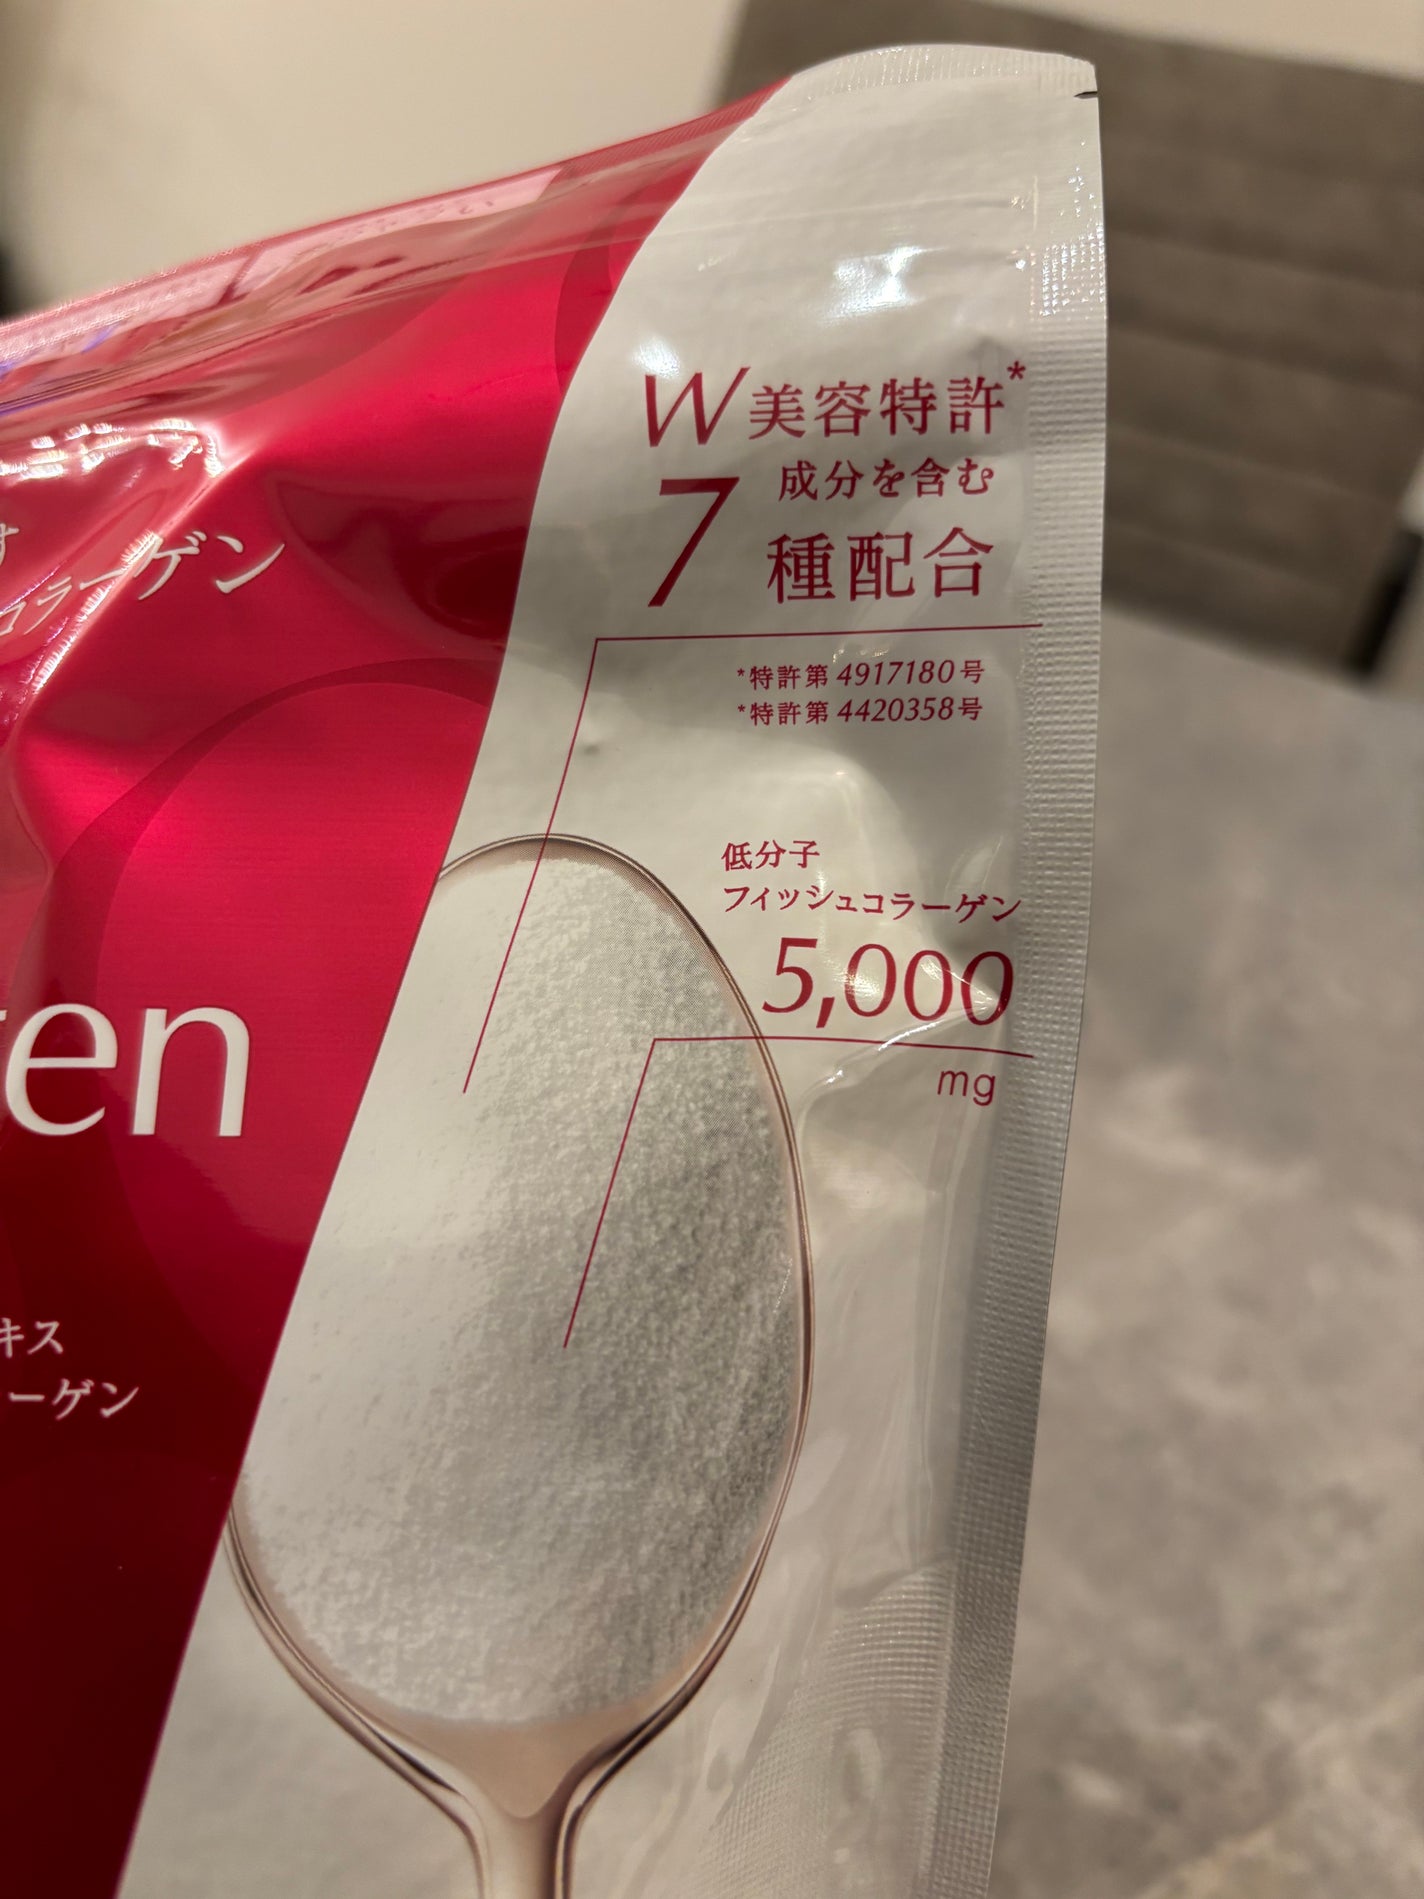 W美容特許*
成分を含む
7種配合
*特許第4917180号
*特許第4420358号
コラーゲン
低分子
フィッシュコラーゲン
5,000
mg
en
キス
ーゲン